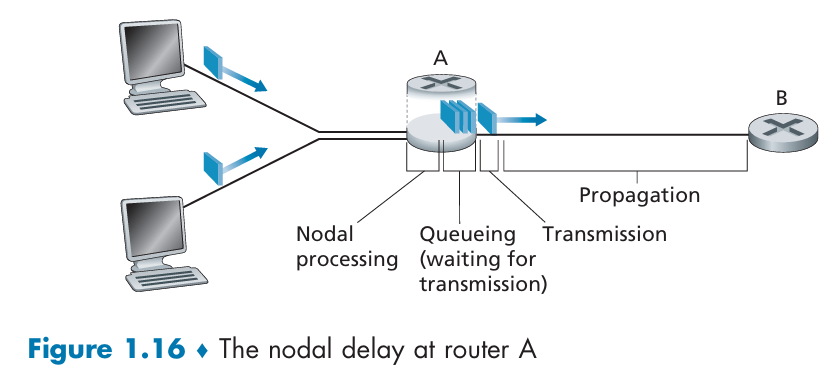 A
B
Propagation
Nodal
processing
Queueing
(waiting for
transmission)
Transmission
Figure 1.16 ♦ The nodal delay at router A